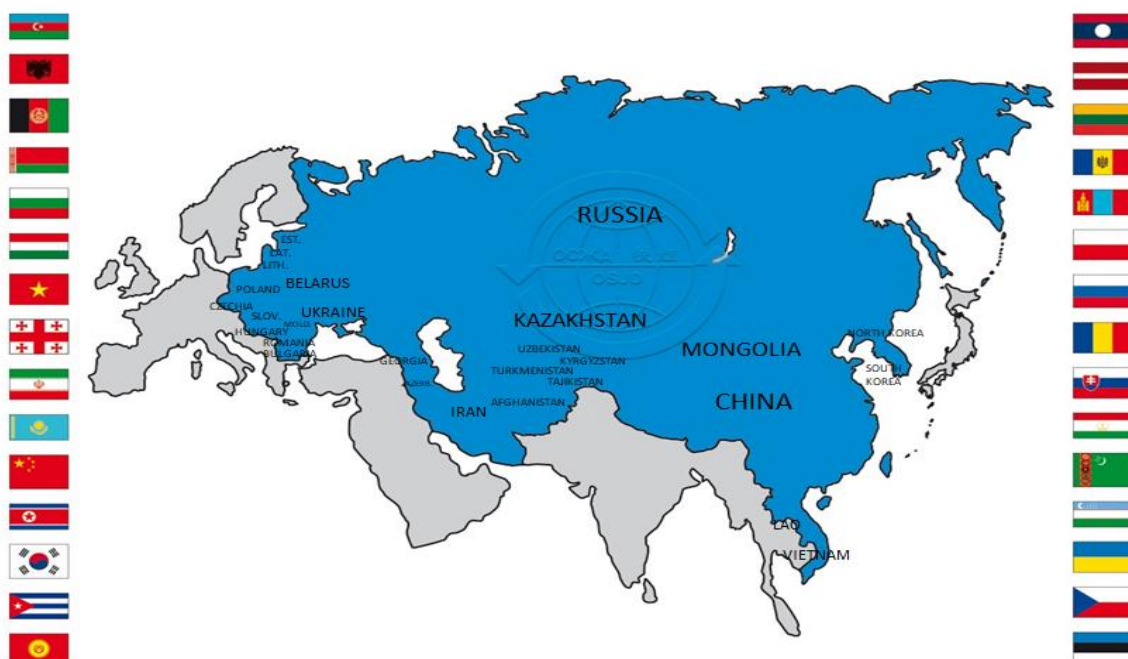 RUSSIA
EST.
LAT.
LITH.
BELARUS
POLAND
CZECHIA
UKRAINE
SLOV.
MOLD.
HUNGARY
ROMANIA
BULGARIA
KAZAKHSTAN
MONGOLIA
NORTH KOREA
UZBEKISTAN
KYRGYZSTAN
GEORGIA
TURKMENISTAN
TAJIKISTAN
SOUTH
KOREA
IRAN
AFGHANISTAN
CHINA
LAO
VIETNAM
OSJD